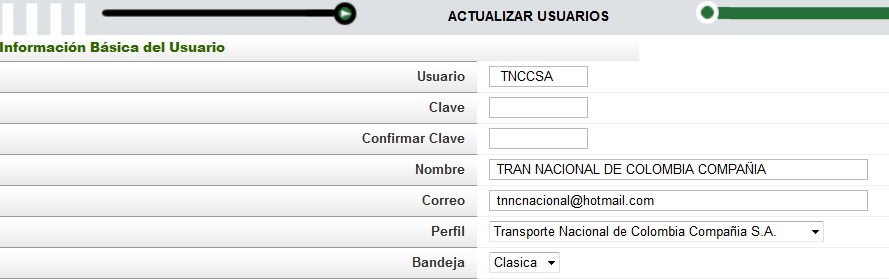 ACTUALIZAR USUARIOS
Información Básica del Usuario
Usuario TNCCSA
Clave
Confirmar Clave
Nombre TRAN NACIONAL DE COLOMBIA COMPAÑIA
Correo tnncnacional@hotmail.com
Perfil Transporte Nacional de Colombia Compañia S.A.
Bandeja Clasica